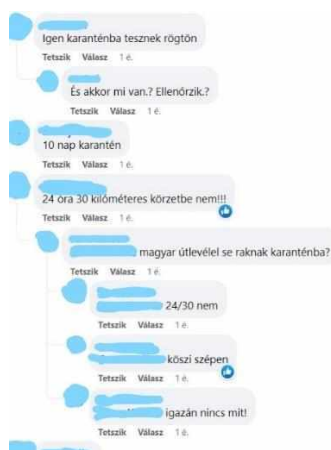 Igen karanténba tesznek rögtön
Tetszik Válasz 1 é.
És akkor mi van.? Ellenőrzik.?
Tetszik Válasz 1 é.
10 nap karantén
Tetszik Válasz 1 é.
24 óra 30 kilóméteres körzetbe nem!!!
Tetszik Válasz 1 é.
magyar útlevélel se raknak karanténba?
Tetszik Válasz 1 é.
24/30 nem
Tetszik Válasz 1 é.
köszi szépen
Tetszik Válasz 1 é.
igazán nincs mit!
Tetszik Válasz 1 é.